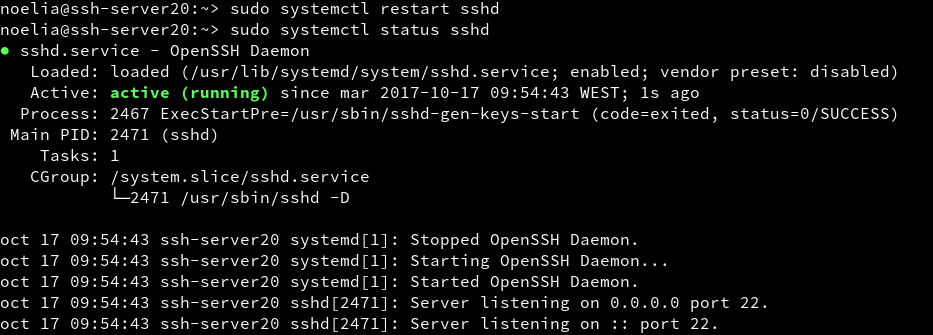 noelia@ssh-server20:~> sudo systemctl restart sshd
noelia@ssh-server20:~> sudo systemctl status sshd
● sshd.service - OpenSSH Daemon
   Loaded: loaded (/usr/lib/systemd/system/sshd.service; enabled; vendor preset: disabled)
   Active: active (running) since mar 2017-10-17 09:54:43 WEST; 1s ago
  Process: 2467 ExecStartPre=/usr/sbin/sshd-gen-keys-start (code=exited, status=0/SUCCESS)
 Main PID: 2471 (sshd)
    Tasks: 1
   CGroup: /system.slice/sshd.service
           └─2471 /usr/sbin/sshd -D
oct 17 09:54:43 ssh-server20 systemd[1]: Stopped OpenSSH Daemon.
oct 17 09:54:43 ssh-server20 systemd[1]: Starting OpenSSH Daemon...
oct 17 09:54:43 ssh-server20 systemd[1]: Started OpenSSH Daemon.
oct 17 09:54:43 ssh-server20 sshd[2471]: Server listening on 0.0.0.0 port 22.
oct 17 09:54:43 ssh-server20 sshd[2471]: Server listening on :: port 22.